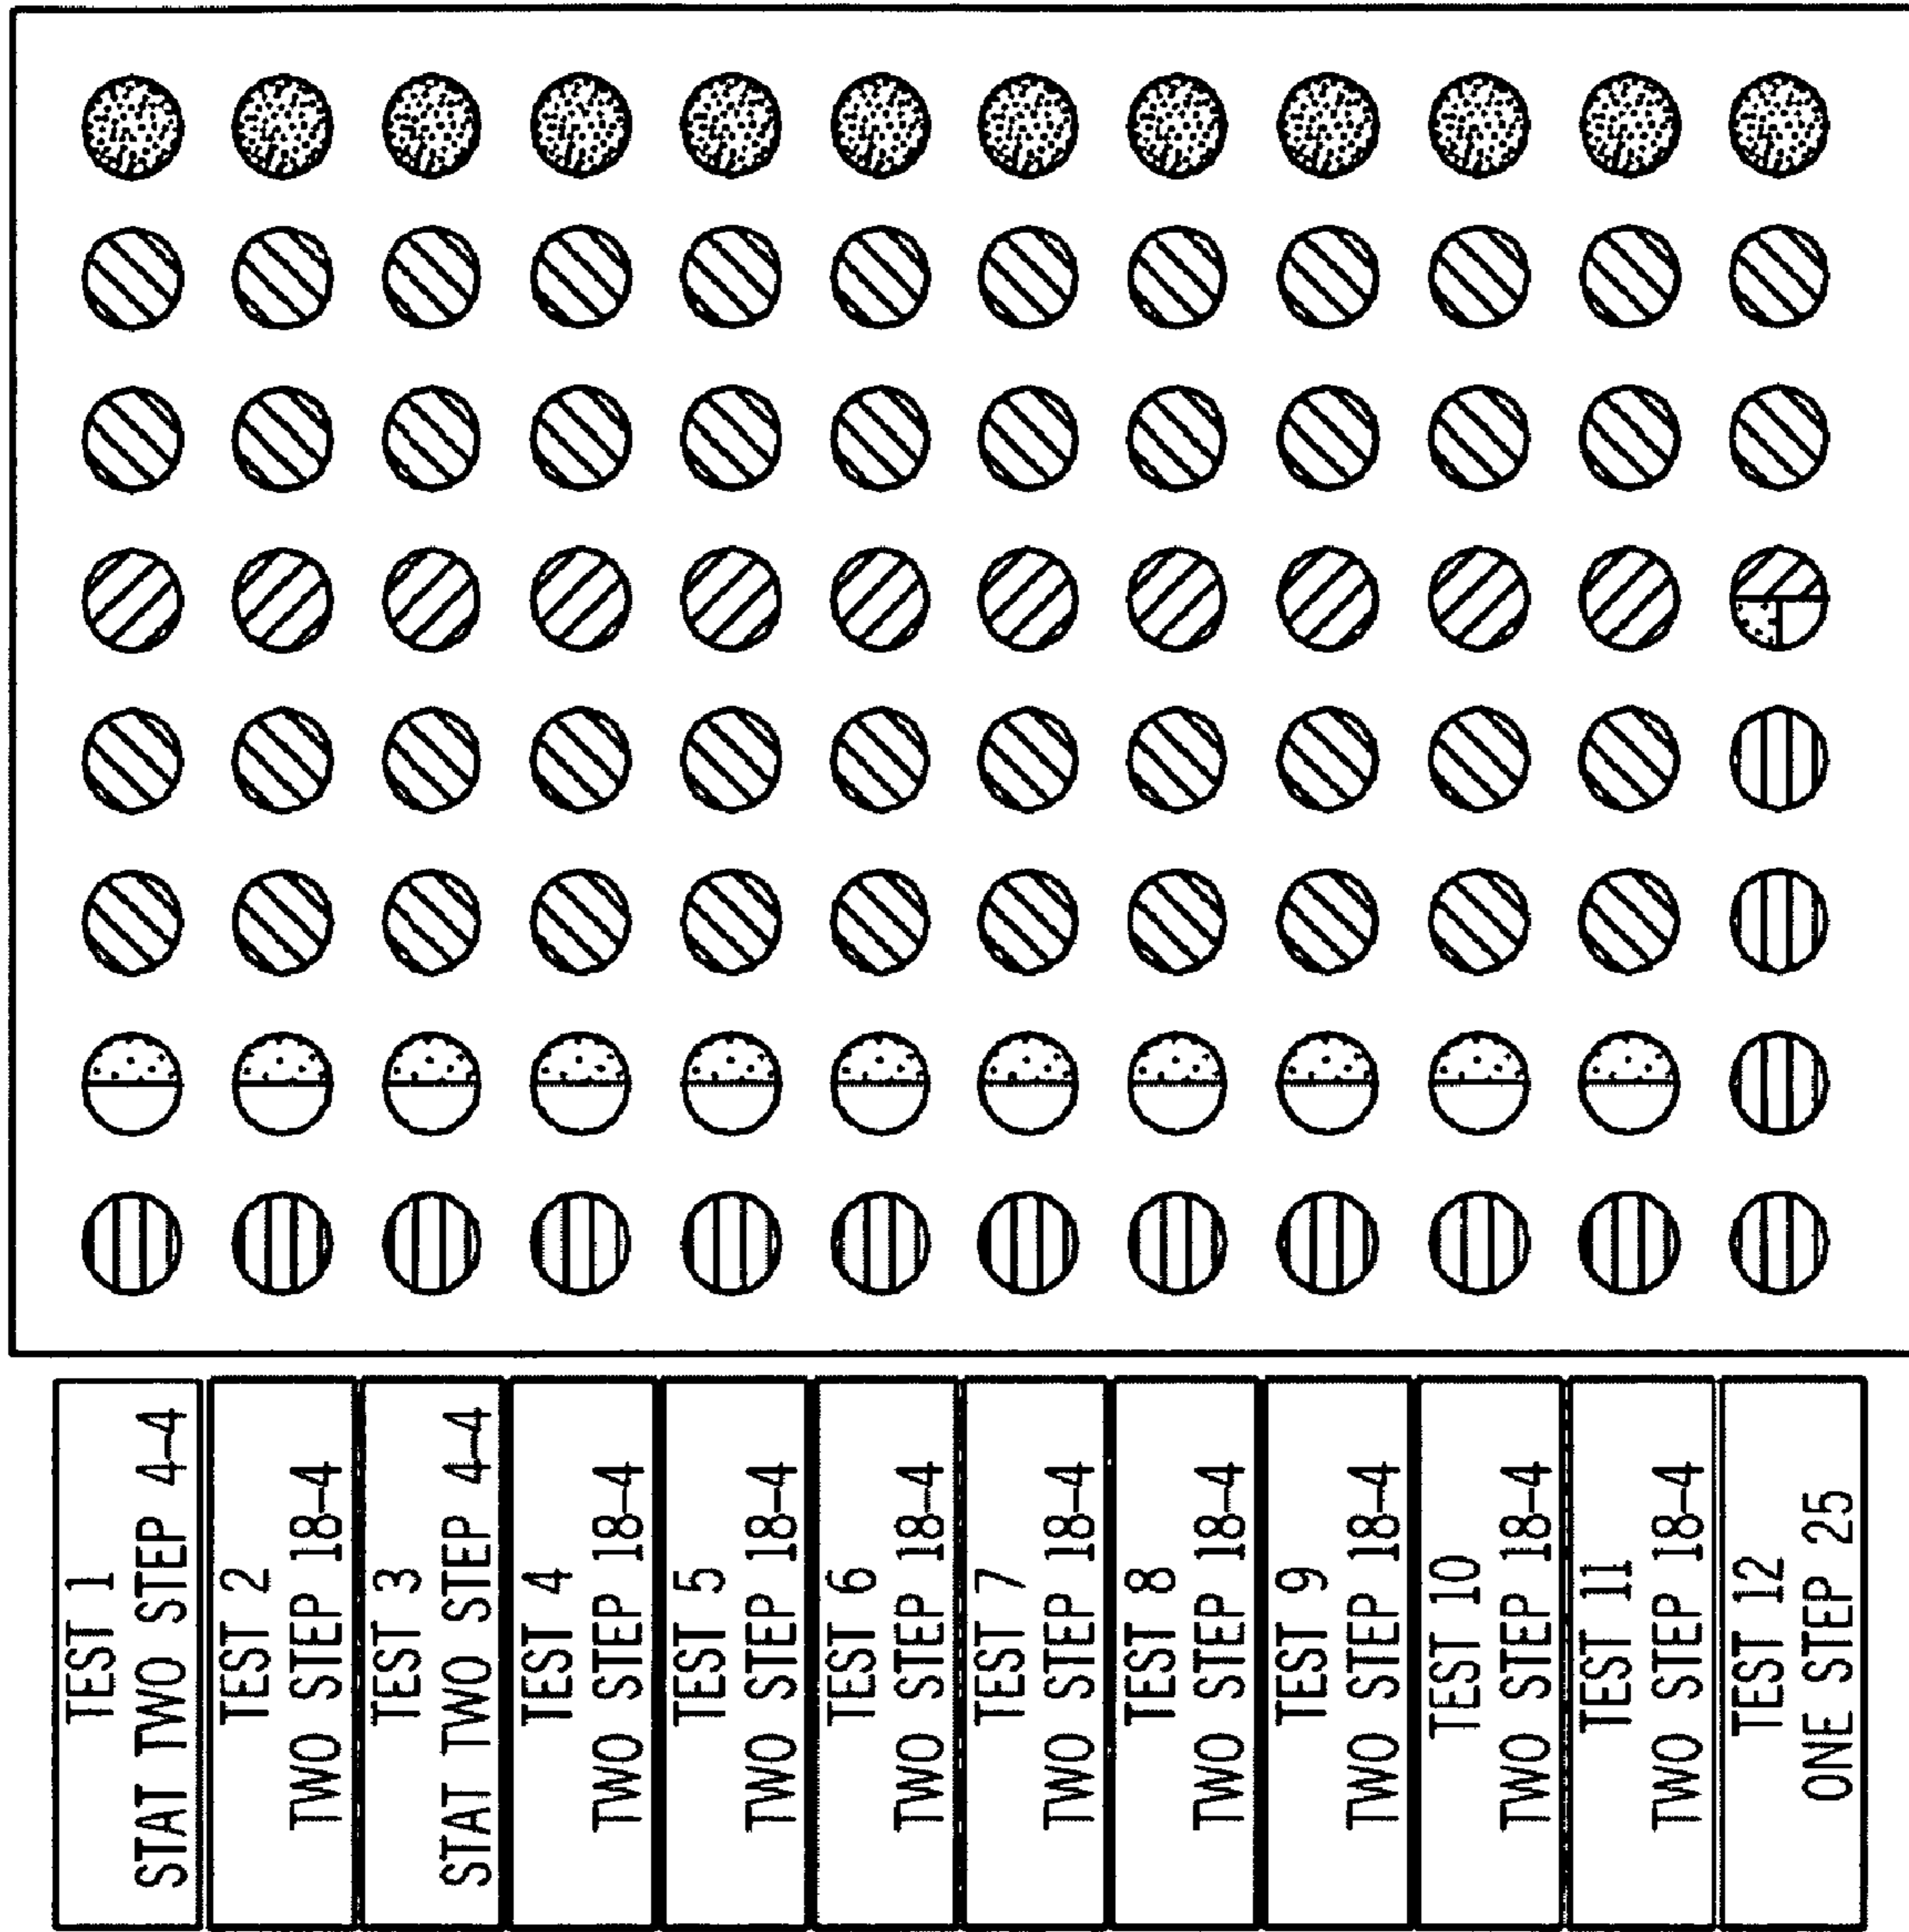 TEST 1
STAT TWO STEP 4-4
TEST 2
TWO STEP 18-4
TEST 3
STAT TWO STEP 4-4
TEST 4
TWO STEP 18-4
TEST 5
TWO STEP 18-4
TEST 6
TWO STEP 18-4
TEST 7
TWO STEP 18-4
TEST 8
TWO STEP 18-4
TEST 9
TWO STEP 18-4
TEST 10
TWO STEP 18-4
TEST 11
TWO STEP 18-4
TEST 12
ONE STEP 25